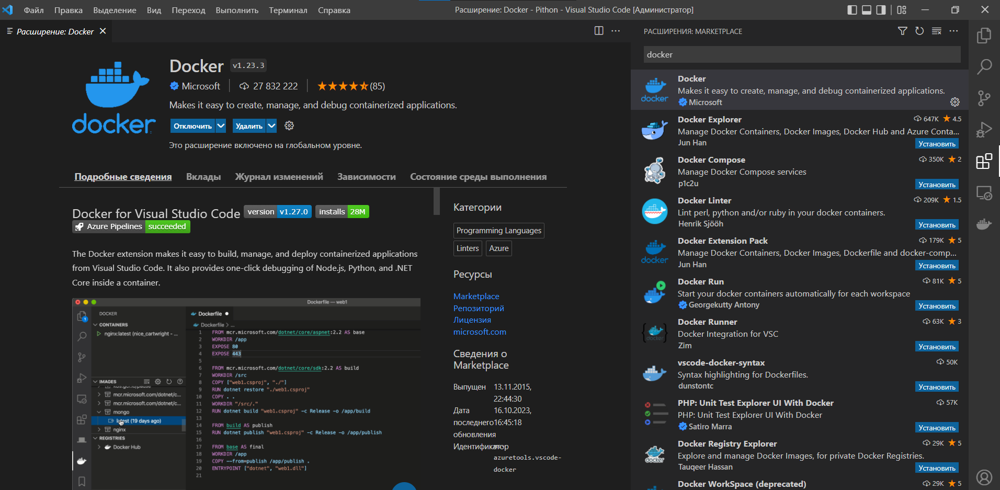 Файл Правка Выделение Вид Переход Выполнить Терминал Справка
Расширение: Docker - Pithon - Visual Studio Code [Администратор]
Расширение: Docker
docker
Docker v1.23.3
Microsoft 27 832 222 (85)
Makes it easy to create, manage, and debug containerized applications.
Отключить Удалить
Это расширение включено на глобальном уровне.
Подробные сведения Вклады Журнал изменений Зависимости Состояние среды выполнения
Docker for Visual Studio Code version v1.27.0 installs 28M
Azure Pipelines succeeded
The Docker extension makes it easy to build, manage, and deploy containerized applications
from Visual Studio Code. It also provides one-click debugging of Node.js, Python, and .NET
Core inside a container.
Dockerfile — web1
DOCKER
CONTAINERS
nginx:latest (nice_cartwright - ...
IMAGES
mcr.microsoft.com/dotnet/c...
mcr.microsoft.com/dotnet/c...
mongo
latest (19 days ago)
nginx
REGISTRIES
Docker Hub
1
Dockerfile
Dockerfile > ...
1 FROM mcr.microsoft.com/dotnet/core/aspnet:2.2 AS base
2 WORKDIR /app
3 EXPOSE 80
4 EXPOSE 443
5
6 FROM mcr.microsoft.com/dotnet/core/sdk:2.2 AS build
7 WORKDIR /src
8 COPY ["web1.csproj", "./"]
9 RUN dotnet restore "./web1.csproj"
10 COPY . .
11 WORKDIR "/src/."
12 RUN dotnet build "web1.csproj" -c Release -o /app/build
13
14 FROM build AS publish
15 RUN dotnet publish "web1.csproj" -c Release -o /app/publish
16
17 FROM base AS final
18 WORKDIR /app
19 COPY --from=publish /app/publish .
20 ENTRYPOINT ["dotnet", "web1.dll"]
21
Категории
Programming Languages
Linters Azure
Ресурсы
Marketplace
Репозиторий
Лицензия
microsoft.com
Сведения о
Marketplace
Выпущен 13.11.2015,
22:44:30
Дата 16.10.2023,
последнего 16:45:18
обновления
Идентификатор
azuretools.vscode-
docker
РАСШИРЕНИЯ: MARKETPLACE
docker
docker
Docker
Makes it easy to create, manage, and debug containerized applications.
Microsoft
Docker Explorer 647K 4.5
Manage Docker Containers, Docker Images, Docker Hub and Azure Conta...
Jun Han Установить
Docker Compose 350K 2
Manage Docker Compose services
p1c2u Установить
Docker Linter 209K 1.5
Lint perl, python and/or ruby in your docker containers.
Henrik Sjööh Установить
docker
Docker Extension Pack 179K 5
Manage Docker Containers, Docker Images, Dockerfile and docker-comp...
Jun Han Установить
Docker Run 81K 5
Start your docker containers automatically for each workspace
Georgekutty Antony Установить
docker
Docker Runner 63K 3
Docker Integration for VSC
Zim Установить
vscode-docker-syntax 50K
Syntax highlighting for Dockerfiles.
dunstontc Установить
PHP: Unit Test Explorer UI With Docker 57K
PHP: Unit Test Explorer UI With Docker
Satiro Marra Установить
docker
Docker Registry Explorer 29K 5
Explore and manage Docker Images, for private Docker Registries.
Tauqeer Hassan Установить
Docker WorkSpace (deprecated) 29K 5